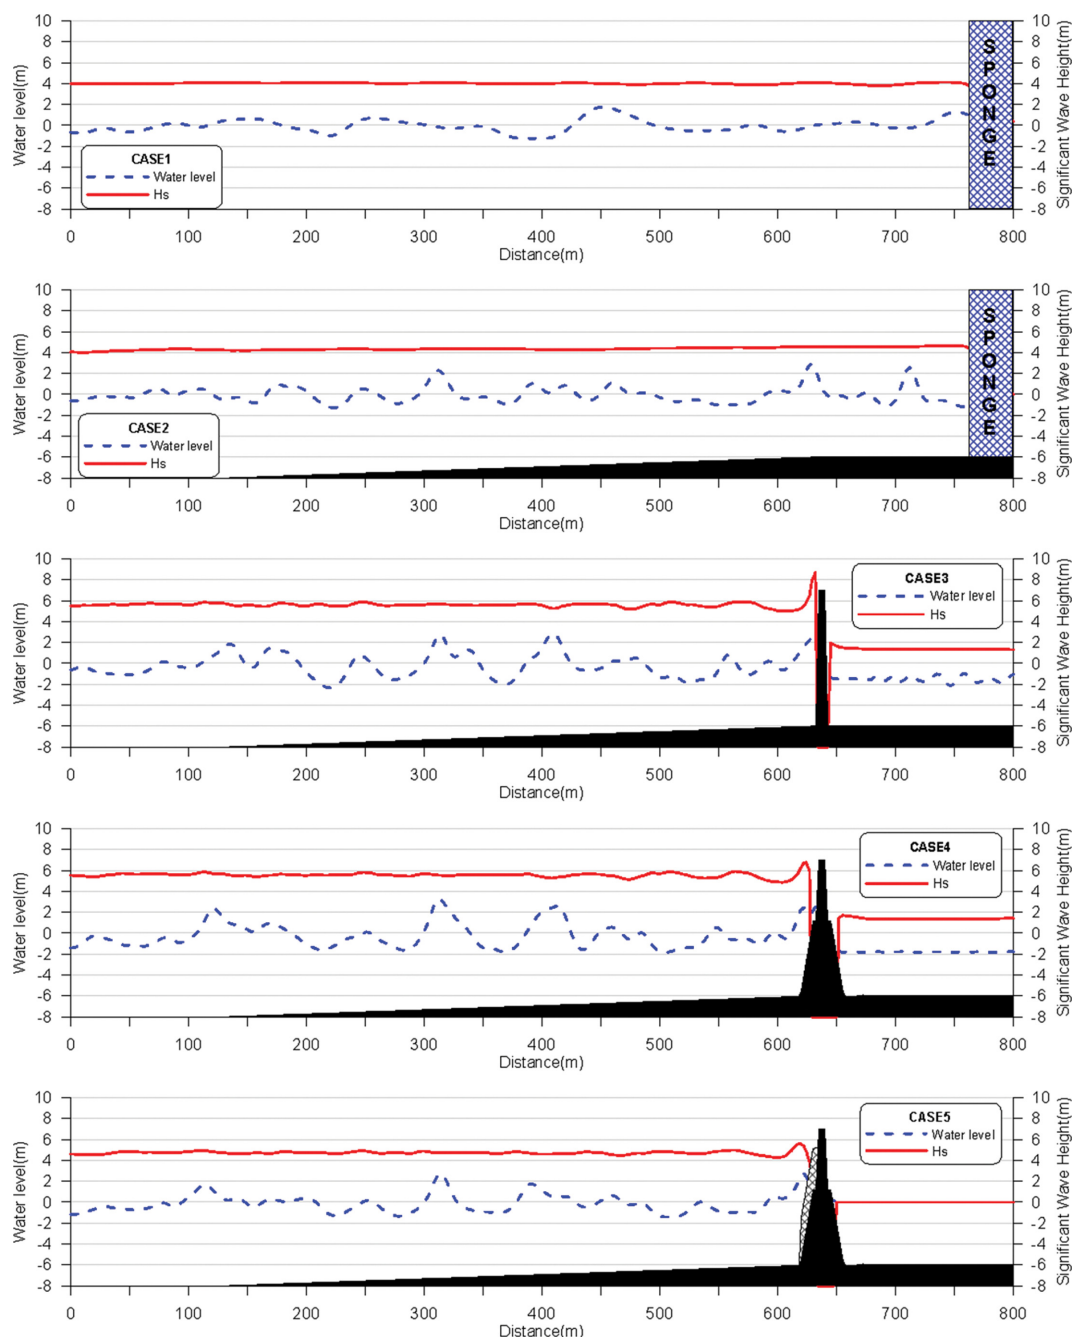 10
8
6
4
2
0
-2
-4
-6
-8
Water level(m)
CASE1
Water level
Hs
SPONGE
10
8
6
4
2
0
-2
-4
-6
-8
Significant Wave Height(m)
0 100 200 300 400 500 600 700 800
Distance(m)
10
8
6
4
2
0
-2
-4
-6
-8
Water level(m)
CASE2
Water level
Hs
SPONGE
10
8
6
4
2
0
-2
-4
-6
-8
Significant Wave Height(m)
0 100 200 300 400 500 600 700 800
Distance(m)
10
8
6
4
2
0
-2
-4
-6
-8
Water level(m)
CASE3
Water level
Hs
10
8
6
4
2
0
-2
-4
-6
-8
Significant Wave Height(m)
0 100 200 300 400 500 600 700 800
Distance(m)
10
8
6
4
2
0
-2
-4
-6
-8
Water level(m)
CASE4
Water level
Hs
10
8
6
4
2
0
-2
-4
-6
-8
Significant Wave Height(m)
0 100 200 300 400 500 600 700 800
Distance(m)
10
8
6
4
2
0
-2
-4
-6
-8
Water level(m)
CASE5
Water level
Hs
10
8
6
4
2
0
-2
-4
-6
-8
Significant Wave Height(m)
0 100 200 300 400 500 600 700 800
Distance(m)